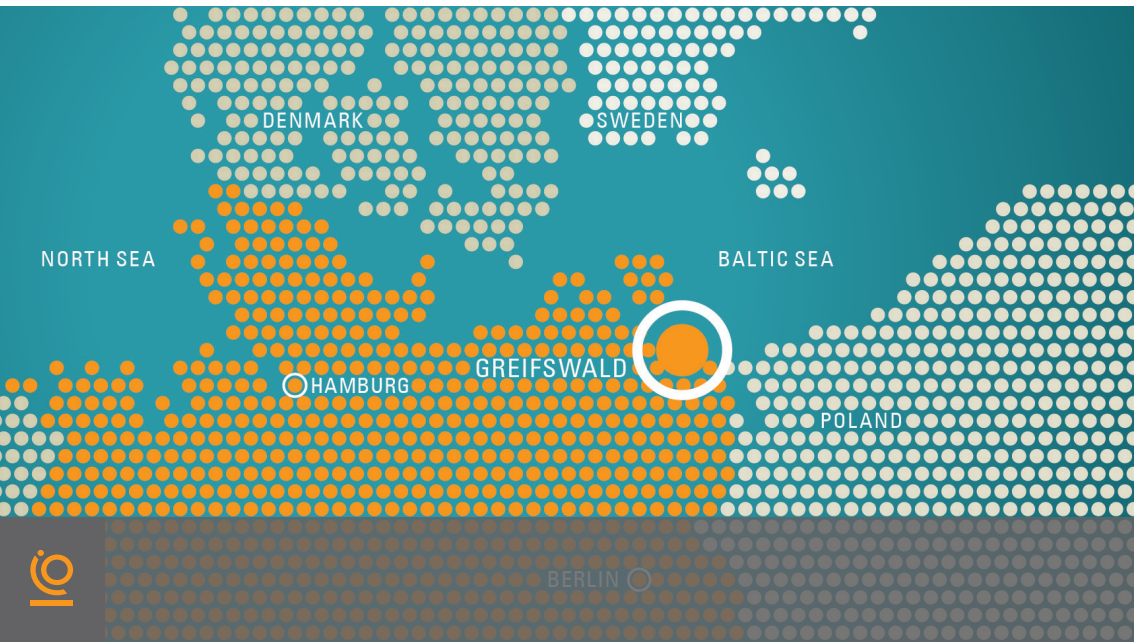 DENMARK
SWEDEN
NORTH SEA
BALTIC SEA
GREIFSWALD
HAMBURG
POLAND
BERLIN